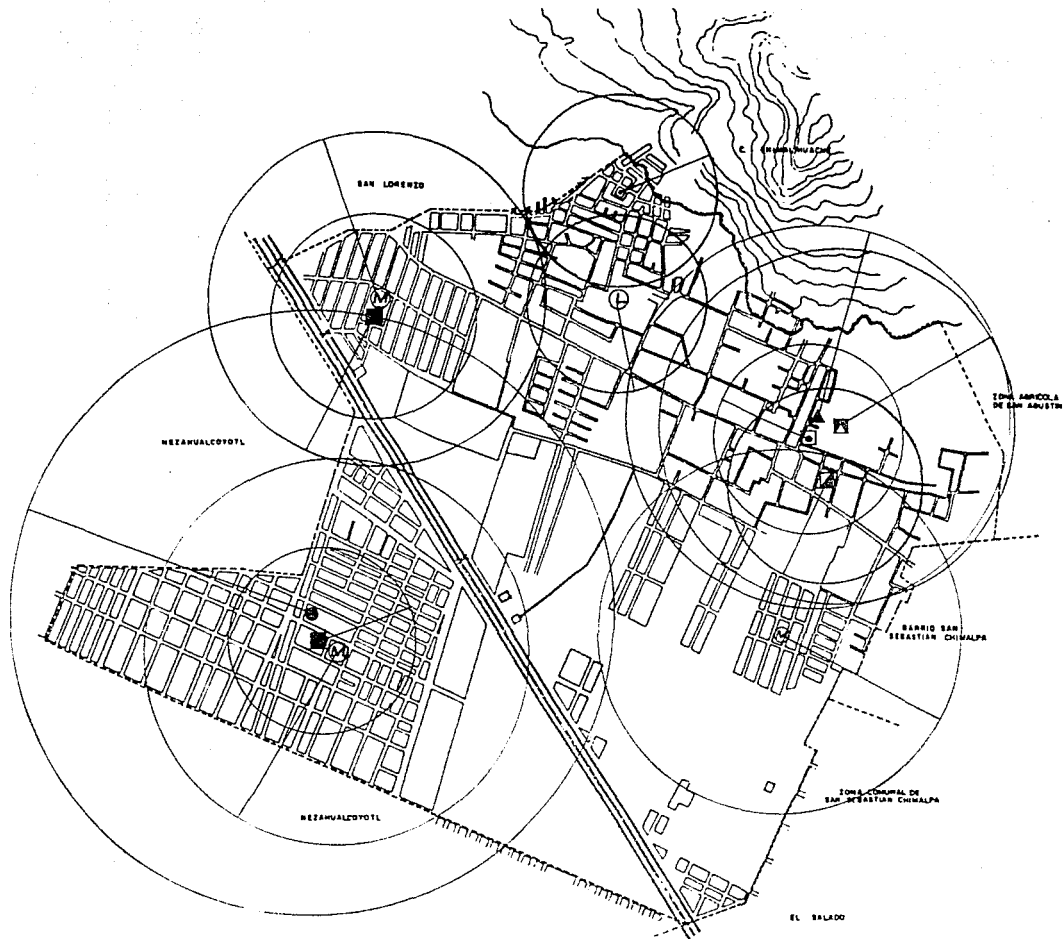 C. CHIMALHUACHE
SAN LORENZO
ZONA AGRICOLA
DE SAN AGUSTIN
NEZAHUALCOYOTL
M
L
BARRIO SAN
SEBASTIAN CHIMALPA
M
ZONA COMUNAL DE
SAN SEBASTIAN CHIMALPA
NEZAHUALCOYOTL
EL SALADO